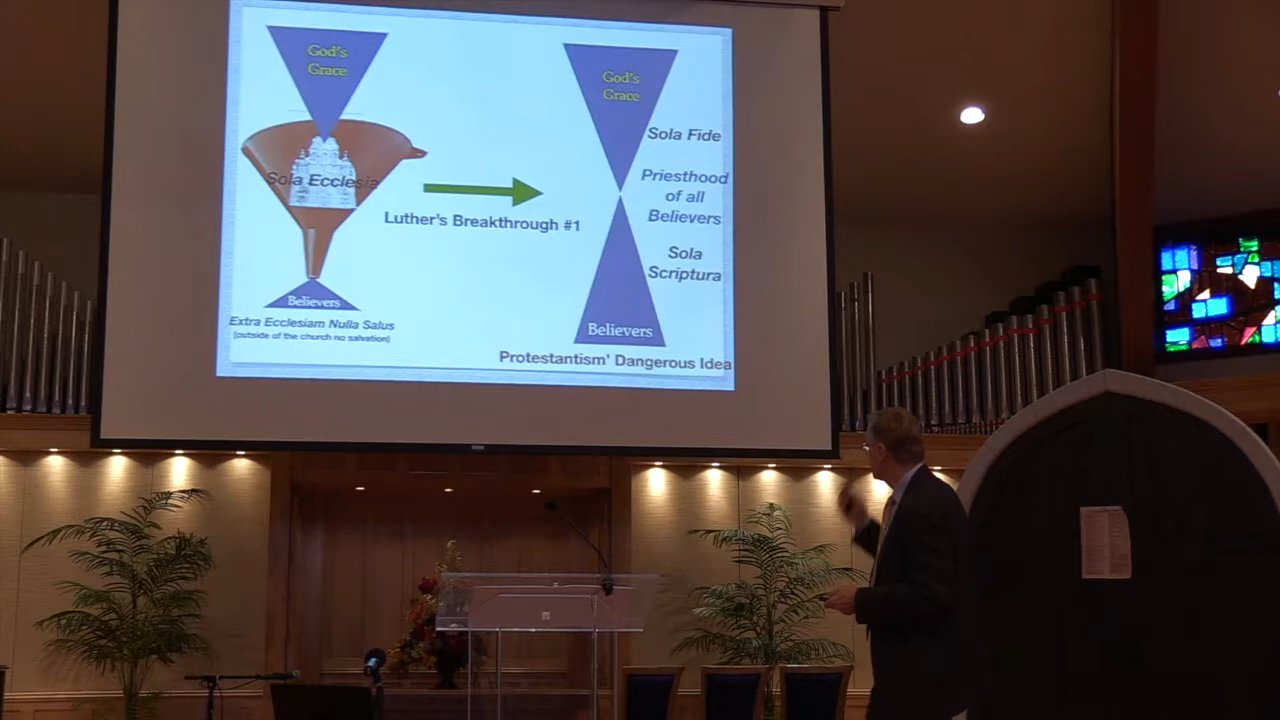 God's
Grace
Sola Ecclesia
Believers
Extra Ecclesiam Nulla Salus
(outside of the church no salvation)
Luther's Breakthrough #1
God's
Grace
Sola Fide
Priesthood
of all
Believers
Sola
Scriptura
Believers
Protestantism' Dangerous Idea